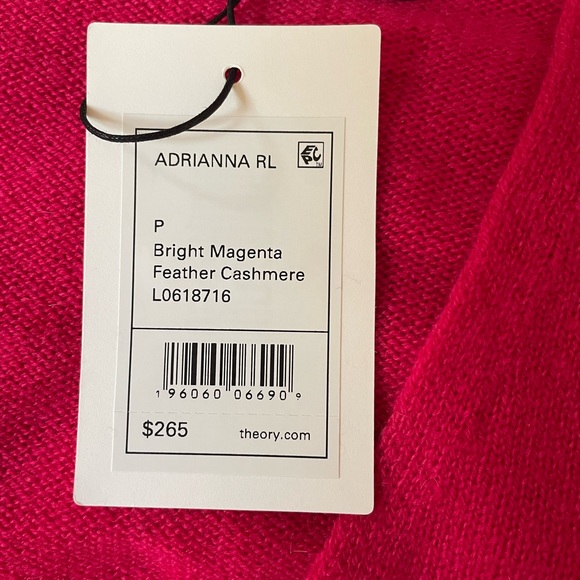 ADRIANNA RL
P
Bright Magenta
Feather Cashmere
L0618716
1 96060 06690 9
$265 theory.com